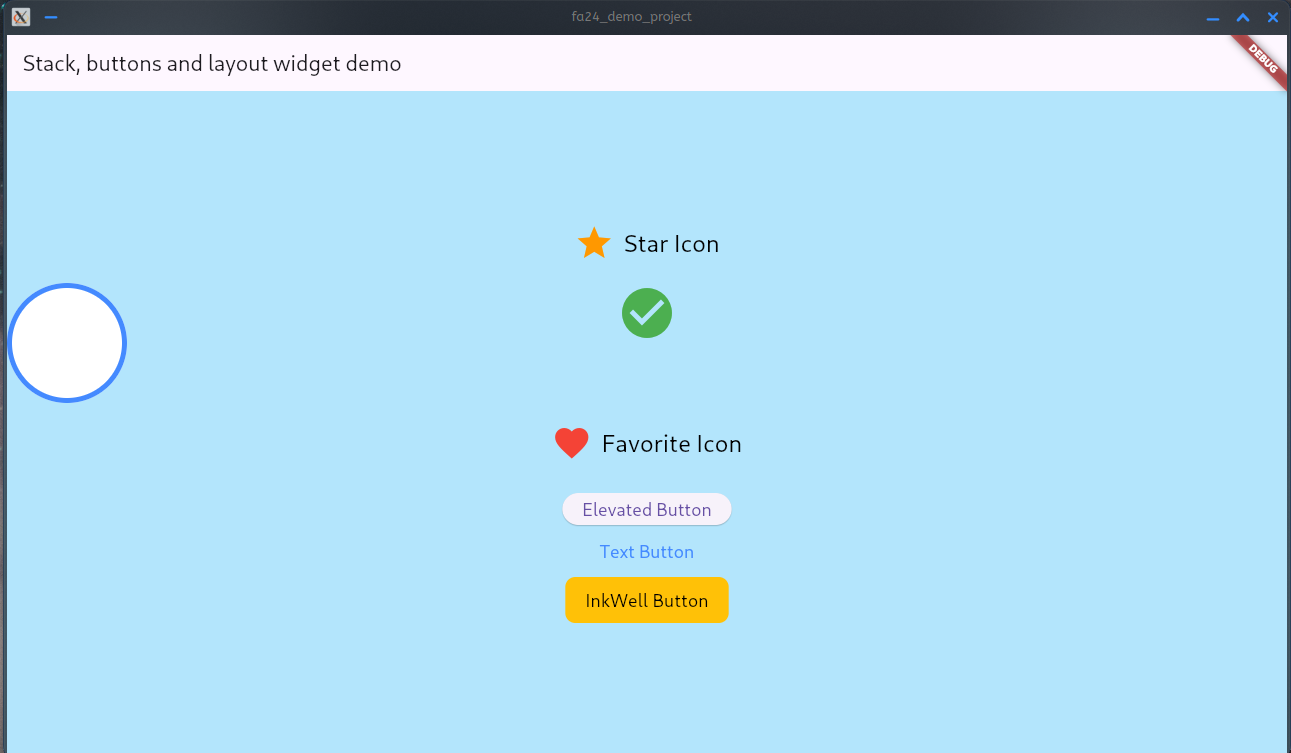 fa24_demo_project
Stack, buttons and layout widget demo
DEBUG
Star Icon
Favorite Icon
Elevated Button
Text Button
InkWell Button